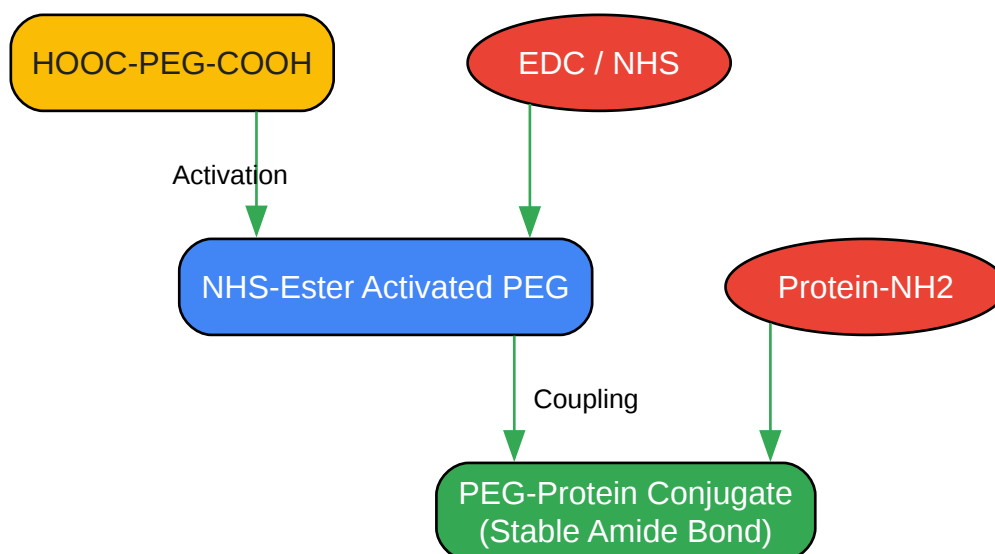 HOOC-PEG-COOH
EDC / NHS
Activation
NHS-Ester Activated PEG
Protein-NH2
Coupling
PEG-Protein Conjugate
(Stable Amide Bond)